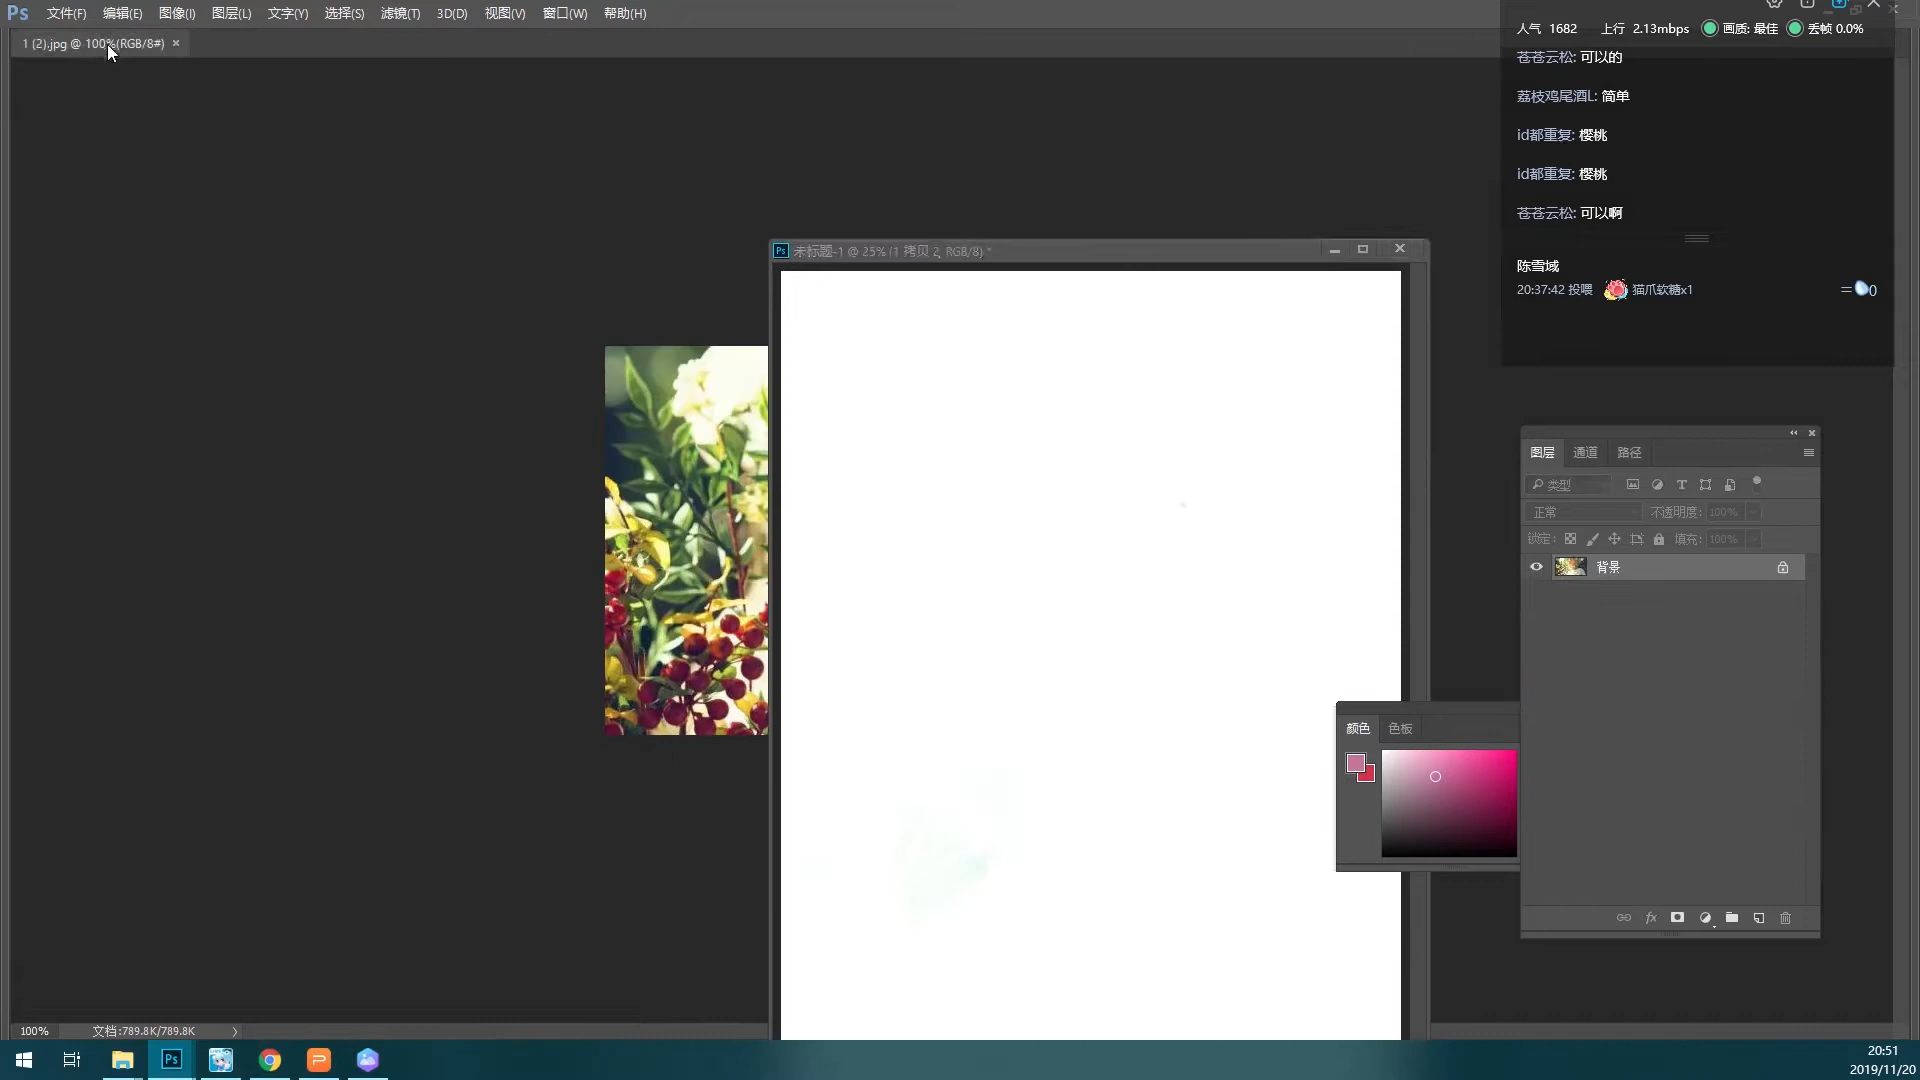 Ps 文件(F) 编辑(E) 图像(I) 图层(L) 文字(Y) 选择(S) 滤镜(T) 3D(D) 视图(V) 窗口(W) 帮助(H)
1 (2).jpg @ 100%(RGB/8#) ×
人气 1682 上行 2.13mbps 画质: 最佳 丢帧 0.0%
苍苍云松: 可以的
荔枝鸡尾酒L: 简单
id都重复: 樱桃
id都重复: 樱桃
苍苍云松: 可以啊
陈雪域
20:37:42 投喂 猫爪软糖x1 =0
Ps 未标题-1 @ 25% (1 拷贝 2, RGB/8) *
图层 通道 路径
类型
正常 不透明度: 100%
锁定: 填充: 100%
背景
颜色 色板
fx
100% 文档:789.8K/789.8K
Ps
20:51
2019/11/20